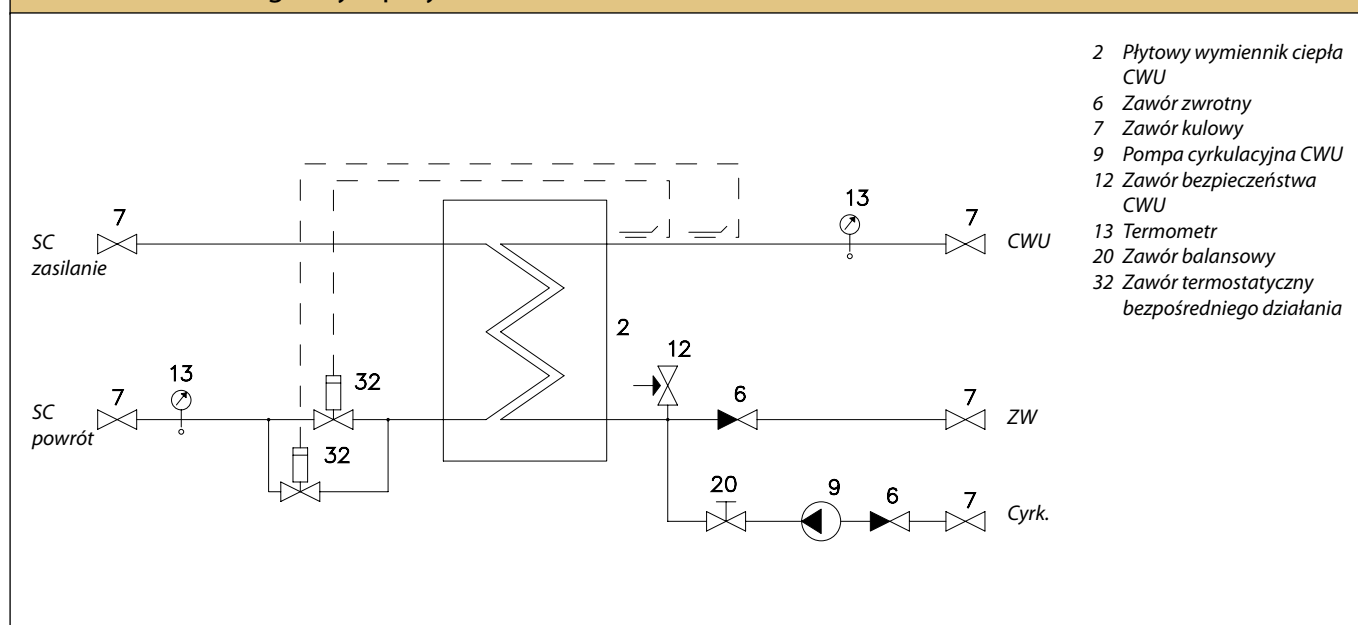 2 Płytowy wymiennik ciepła
CWU
6 Zawór zwrotny
7 Zawór kulowy
9 Pompa cyrkulacyjna CWU
12 Zawór bezpieczeństwa
CWU
13 Termometr
20 Zawór balansowy
32 Zawór termostatyczny
bezpośredniego działania
7
13
7
SC
zasilanie
CWU
2
12
7
13
32
6
7
SC
powrót
ZW
32
20
9
6
7
Cyrk.